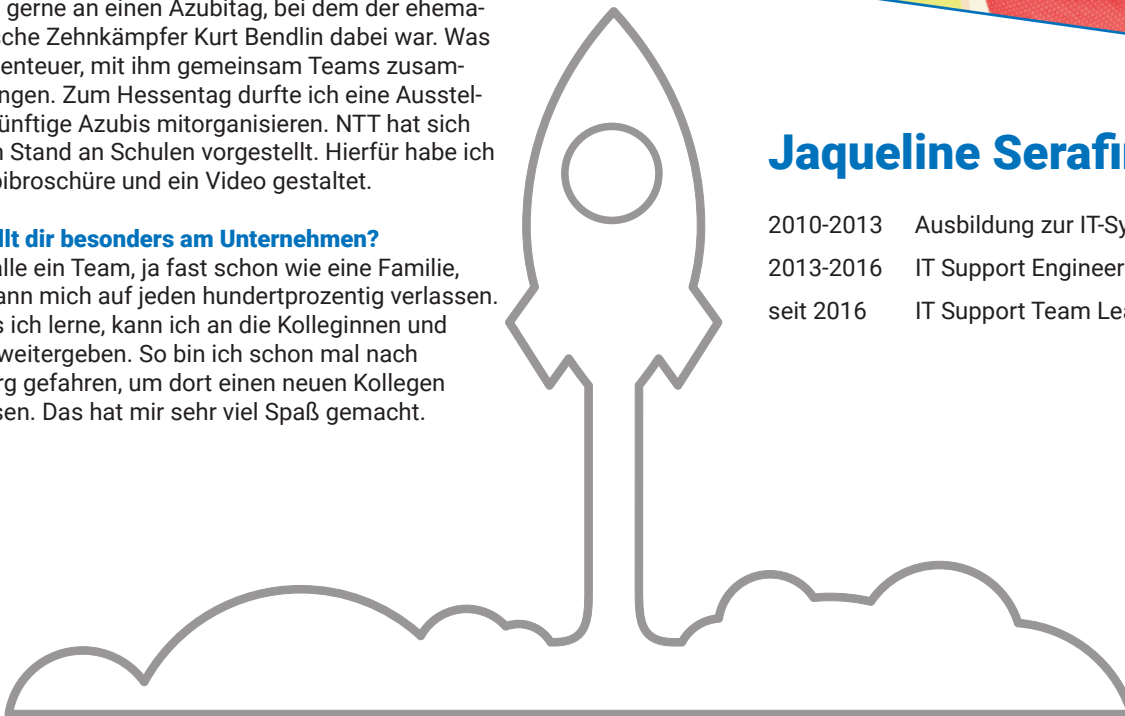 gerne an einen Azubitag, bei dem der ehema-
sche Zehnkämpfer Kurt Bendlin dabei war. Was
enteuer, mit ihm gemeinsam Teams zusam-
ngen. Zum Hessentag durfte ich eine Ausstel-
ünftige Azubis mitorganisieren. NTT hat sich
Stand an Schulen vorgestellt. Hierfür habe ich
bibroschüre und ein Video gestaltet.
llt dir besonders am Unternehmen?
alle ein Team, ja fast schon wie eine Familie,
ann mich auf jeden hundertprozentig verlassen.
s ich lerne, kann ich an die Kolleginnen und
weitergeben. So bin ich schon mal nach
rg gefahren, um dort einen neuen Kollegen
sen. Das hat mir sehr viel Spaß gemacht.
Jaqueline Serafi
2010-2013 Ausbildung zur IT-Sy
2013-2016 IT Support Engineer
seit 2016 IT Support Team Lea